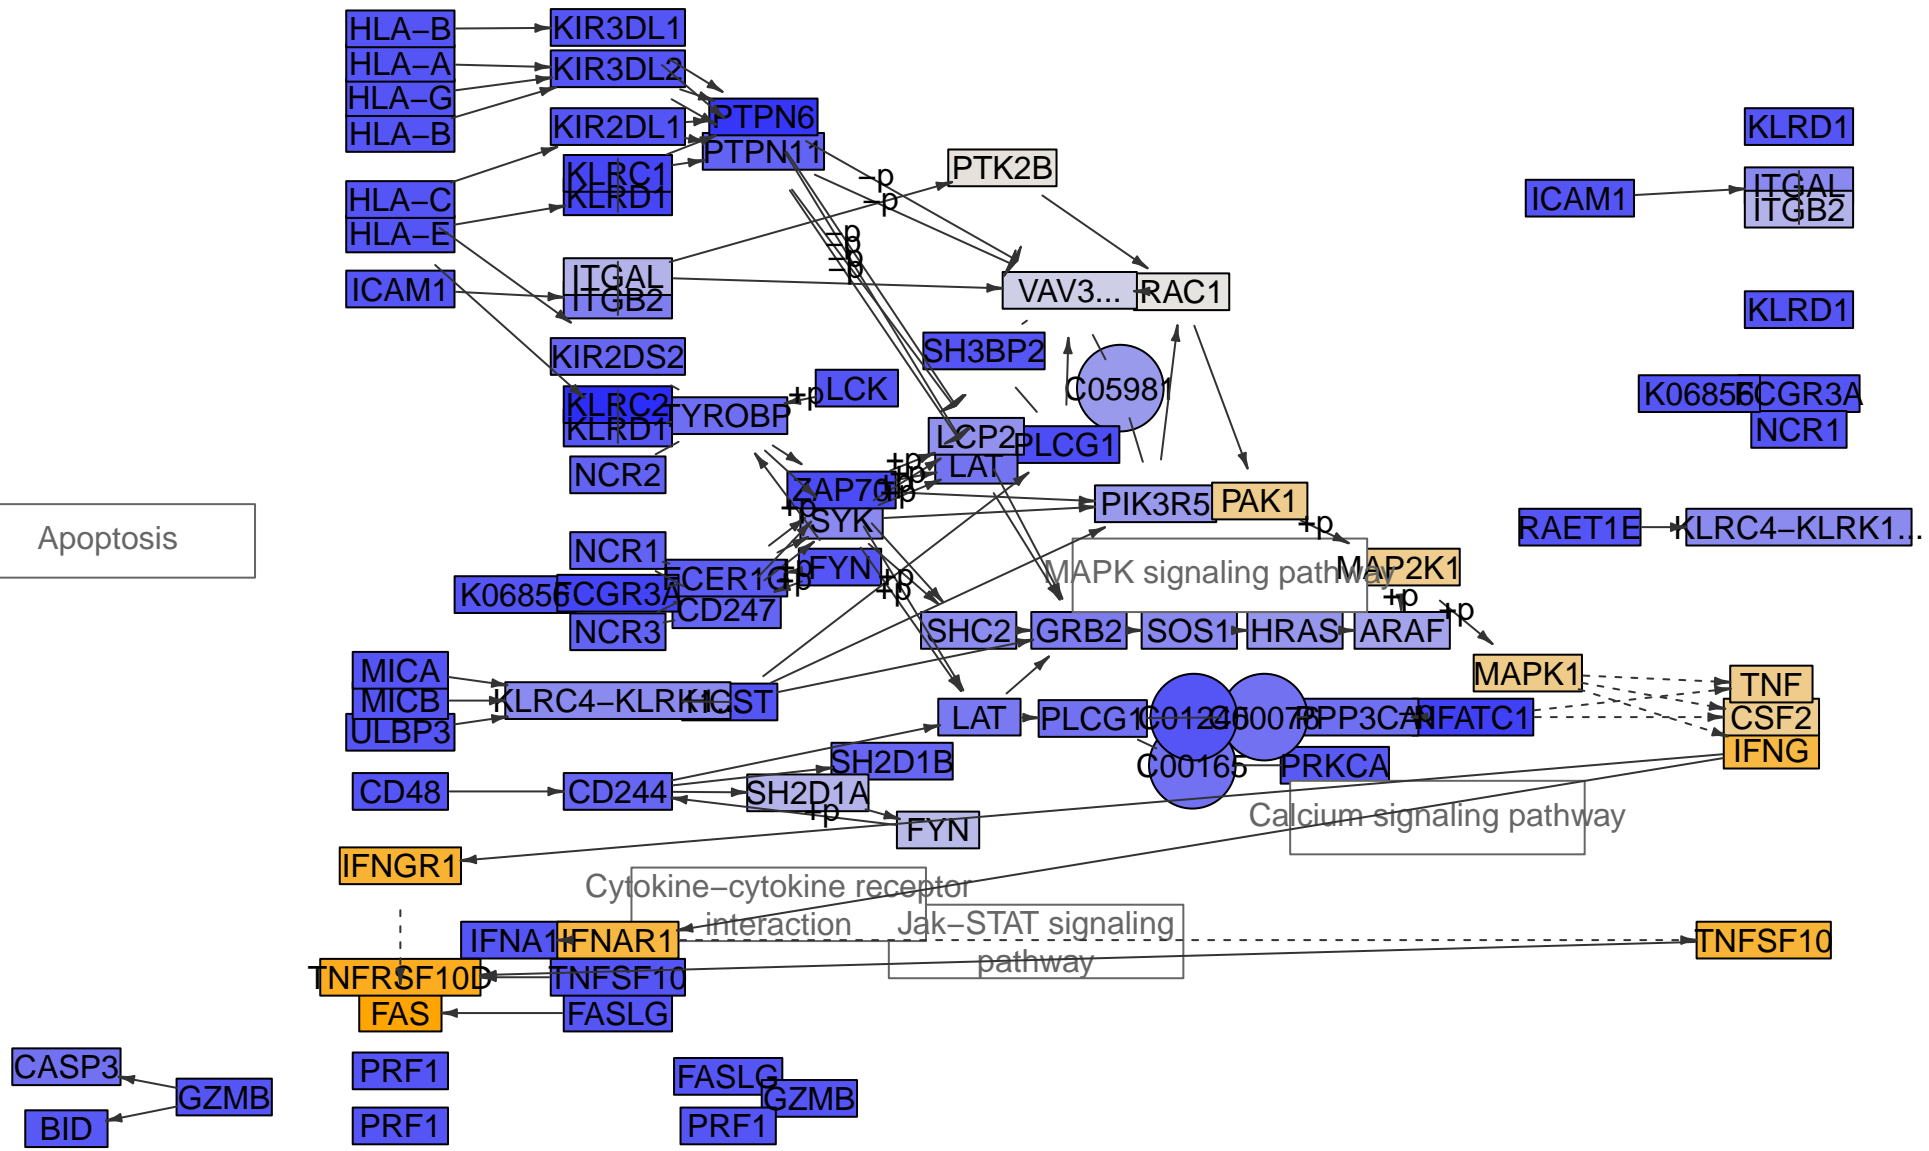 HLA−B
KIR3DL1
HLA−A
KIR3DL2
HLA−G
HLA−B
KIR2DL1
PTPN6
PTPN11
KLRC1
KLRD1
HLA−C
HLA−E
ICAM1
ITGAL
ITGB2
PTK2B
−p
−p
−p
−p
−p
−p
VAV3...
RAC1
KLRD1
ICAM1
ITGAL
ITGB2
KLRD1
SH3BP2
C05981
KIR2DS2
LCK
+p
KLRC2
KLRD1
TYROBP
NCR2
LCP2
LAT
PLCG1
K06856
FCGR3A
NCR1
ZAP70
SYK
+p
+p
+p
+p
PIK3R5
PAK1
+p
Apoptosis
RAET1E
KLRC4−KLRK1...
NCR1
FCER1G
FYN
+p
+p
+p
+p
K06856
FCGR3A
CD247
NCR3
MAPK signaling pathway
MAP2K1
+p
+p
SHC2
GRB2
SOS1
HRAS
ARAF
MICA
MICB
ULBP3
KLRC4−KLRK1...
HCST
MAPK1
TNF
CSF2
IFNG
LAT
PLCG1
C01245
C00076
C00165
PPP3CA
NFATC1
PRKCA
SH2D1B
CD48
CD244
SH2D1A
+p
FYN
Calcium signaling pathway
IFNGR1
Cytokine−cytokine receptor
interaction
Jak−STAT signaling
pathway
IFNA1
IFNAR1
TNFSF10
TNFRSF10D
TNFSF10
FAS
FASLG
CASP3
GZMB
BID
PRF1
PRF1
FASLG
GZMB
PRF1